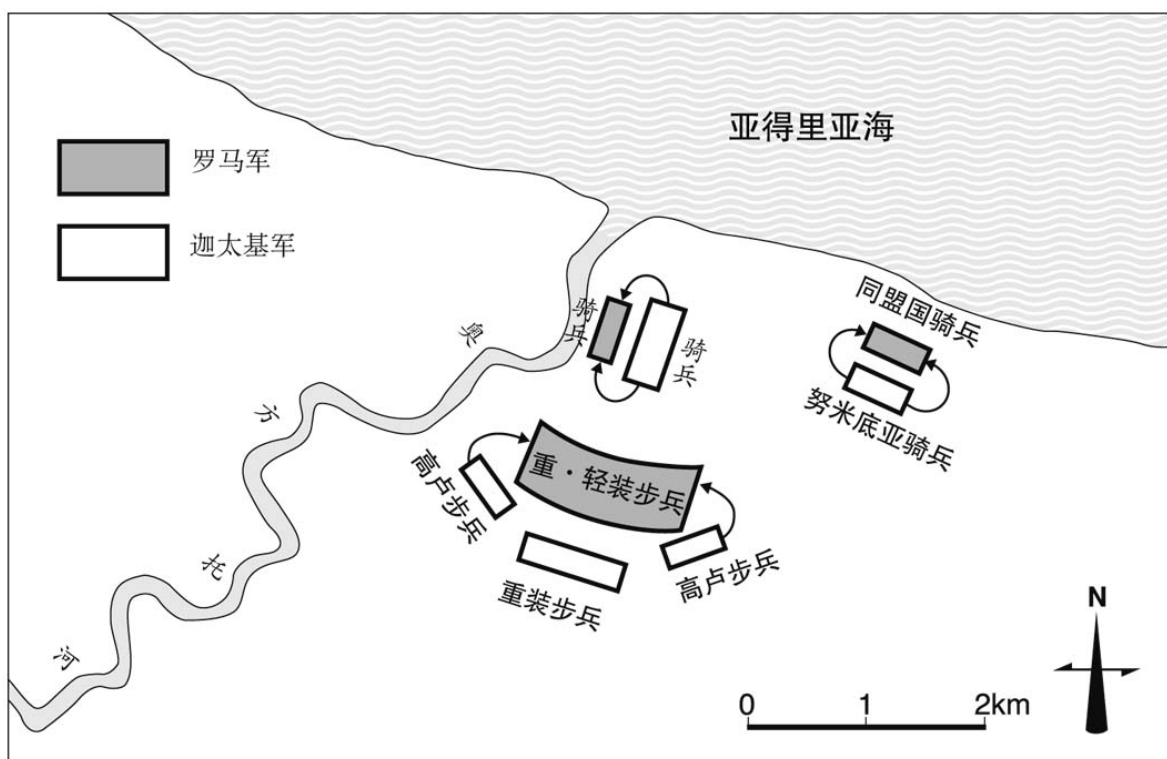 亚得里亚海
罗马军
迦太基军
同盟国骑兵
骑兵
骑兵
努米底亚骑兵
奥方托河
高卢步兵
重·轻装步兵
高卢步兵
重装步兵
N
0 1 2km